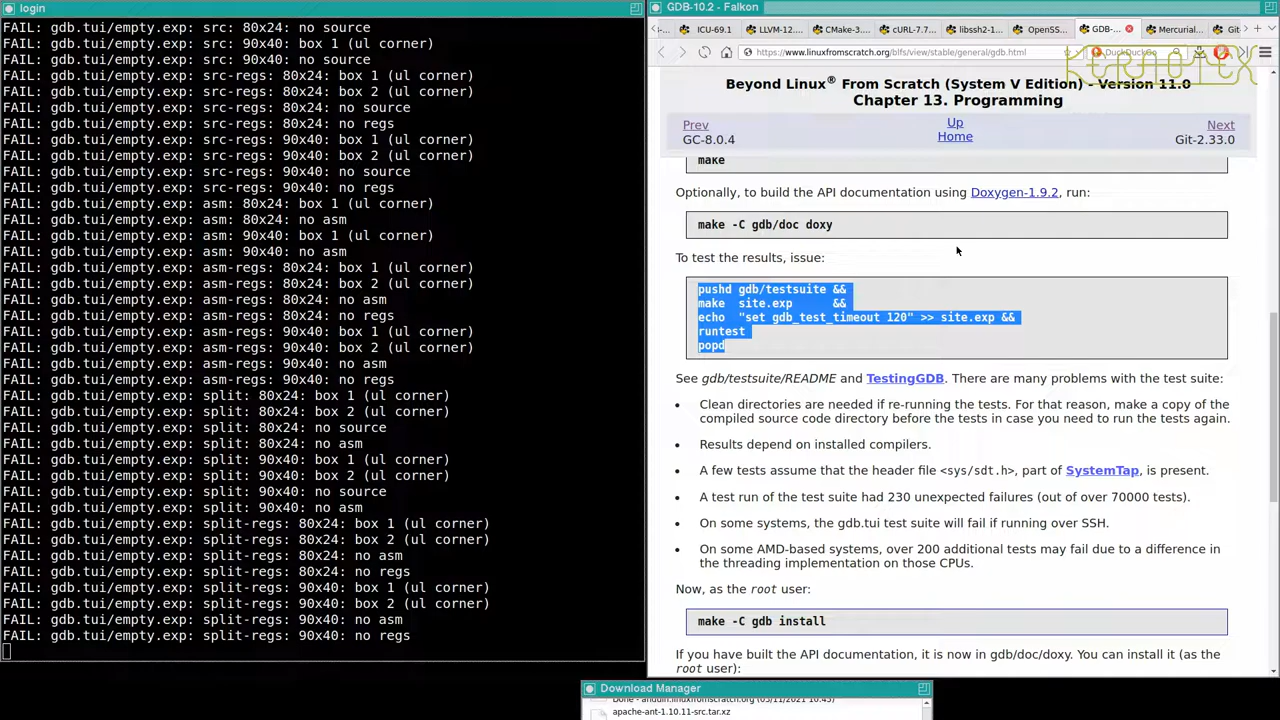 login
FAIL: gdb.tui/empty.exp: src: 80x24: no source
FAIL: gdb.tui/empty.exp: src: 90x40: box 1 (ul corner)
FAIL: gdb.tui/empty.exp: src: 90x40: no source
FAIL: gdb.tui/empty.exp: src-regs: 80x24: box 1 (ul corner)
FAIL: gdb.tui/empty.exp: src-regs: 80x24: box 2 (ul corner)
FAIL: gdb.tui/empty.exp: src-regs: 80x24: no source
FAIL: gdb.tui/empty.exp: src-regs: 80x24: no regs
FAIL: gdb.tui/empty.exp: src-regs: 90x40: box 1 (ul corner)
FAIL: gdb.tui/empty.exp: src-regs: 90x40: box 2 (ul corner)
FAIL: gdb.tui/empty.exp: src-regs: 90x40: no source
FAIL: gdb.tui/empty.exp: src-regs: 90x40: no regs
FAIL: gdb.tui/empty.exp: asm: 80x24: box 1 (ul corner)
FAIL: gdb.tui/empty.exp: asm: 80x24: no asm
FAIL: gdb.tui/empty.exp: asm: 90x40: box 1 (ul corner)
FAIL: gdb.tui/empty.exp: asm: 90x40: no asm
FAIL: gdb.tui/empty.exp: asm-regs: 80x24: box 1 (ul corner)
FAIL: gdb.tui/empty.exp: asm-regs: 80x24: box 2 (ul corner)
FAIL: gdb.tui/empty.exp: asm-regs: 80x24: no asm
FAIL: gdb.tui/empty.exp: asm-regs: 80x24: no regs
FAIL: gdb.tui/empty.exp: asm-regs: 90x40: box 1 (ul corner)
FAIL: gdb.tui/empty.exp: asm-regs: 90x40: box 2 (ul corner)
FAIL: gdb.tui/empty.exp: asm-regs: 90x40: no asm
FAIL: gdb.tui/empty.exp: asm-regs: 90x40: no regs
FAIL: gdb.tui/empty.exp: split: 80x24: box 1 (ul corner)
FAIL: gdb.tui/empty.exp: split: 80x24: box 2 (ul corner)
FAIL: gdb.tui/empty.exp: split: 80x24: no source
FAIL: gdb.tui/empty.exp: split: 80x24: no asm
FAIL: gdb.tui/empty.exp: split: 90x40: box 1 (ul corner)
FAIL: gdb.tui/empty.exp: split: 90x40: box 2 (ul corner)
FAIL: gdb.tui/empty.exp: split: 90x40: no source
FAIL: gdb.tui/empty.exp: split: 90x40: no asm
FAIL: gdb.tui/empty.exp: split-regs: 80x24: box 1 (ul corner)
FAIL: gdb.tui/empty.exp: split-regs: 80x24: box 2 (ul corner)
FAIL: gdb.tui/empty.exp: split-regs: 80x24: no asm
FAIL: gdb.tui/empty.exp: split-regs: 80x24: no regs
FAIL: gdb.tui/empty.exp: split-regs: 90x40: box 1 (ul corner)
FAIL: gdb.tui/empty.exp: split-regs: 90x40: box 2 (ul corner)
FAIL: gdb.tui/empty.exp: split-regs: 90x40: no asm
FAIL: gdb.tui/empty.exp: split-regs: 90x40: no regs
GDB-10.2 - Falkon
ICU-69.1 LLVM-12.... CMake-3.... cURL-7.7... libssh2-1... OpenSS... GDB-... Mercurial... Git-
https://www.linuxfromscratch.org/blfs/view/stable/general/gdb.html DuckDuckGo
KERNOTEX
Beyond Linux® From Scratch (System V Edition) - Version 11.0
Chapter 13. Programming
Prev Up Next
GC-8.0.4 Home Git-2.33.0
make
Optionally, to build the API documentation using Doxygen-1.9.2, run:
make -C gdb/doc doxy
To test the results, issue:
pushd gdb/testsuite &&
make  site.exp      &&
echo  "set gdb_test_timeout 120" >> site.exp &&
runtest
popd
See gdb/testsuite/README and TestingGDB. There are many problems with the test suite:
• Clean directories are needed if re-running the tests. For that reason, make a copy of the
compiled source code directory before the tests in case you need to run the tests again.
• Results depend on installed compilers.
• A few tests assume that the header file <sys/sdt.h>, part of SystemTap, is present.
• A test run of the test suite had 230 unexpected failures (out of over 70000 tests).
• On some systems, the gdb.tui test suite will fail if running over SSH.
• On some AMD-based systems, over 200 additional tests may fail due to a difference in
the threading implementation on those CPUs.
Now, as the root user:
make -C gdb install
If you have built the API documentation, it is now in gdb/doc/doxy. You can install it (as the
root user):
Download Manager
Done - anduin.linuxfromscratch.org (05/11/2021 10:45)
apache-ant-1.10.11-src.tar.xz